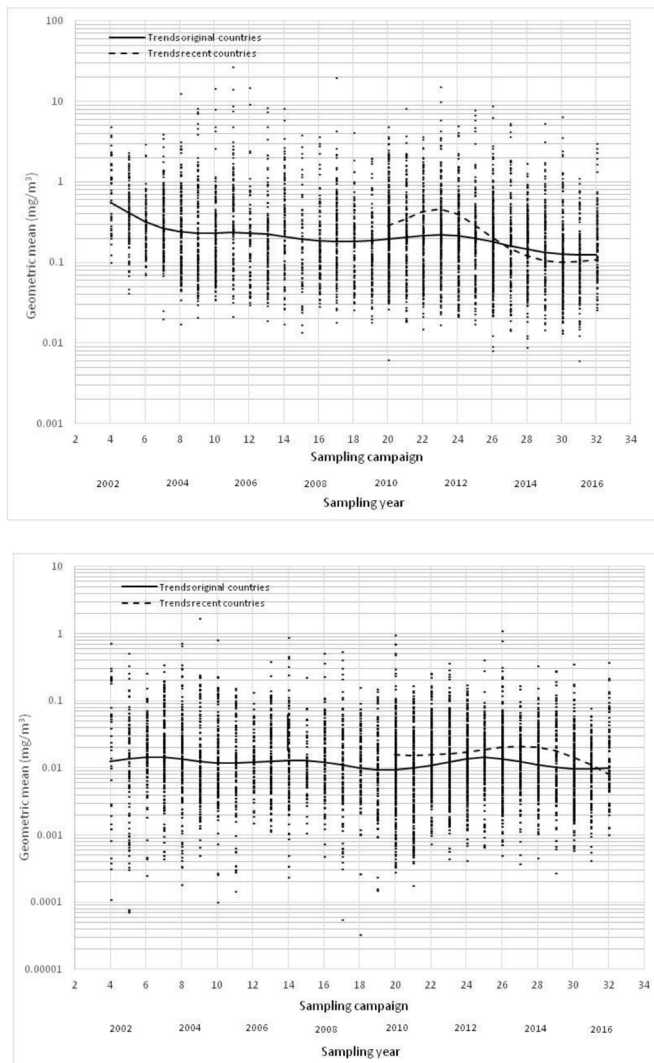 100
10
1
0.1
0.01
0.001
Geometric mean (mg/m³)
Trends original countries
Trends recent countries
2 4 6 8 10 12 14 16 18 20 22 24 26 28 30 32 34
Sampling campaign
2002 2004 2006 2008 2010 2012 2014 2016
Sampling year
10
1
0.1
0.01
0.001
0.0001
0.00001
Geometric mean (mg/m³)
Trends original countries
Trends recent countries
2 4 6 8 10 12 14 16 18 20 22 24 26 28 30 32 34
Sampling campaign
2002 2004 2006 2008 2010 2012 2014 2016
Sampling year